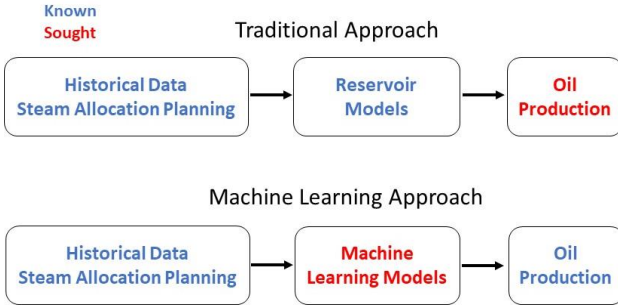 Known
Sought
Traditional Approach
Historical Data
Steam Allocation Planning
Reservoir
Models
Oil
Production
Machine Learning Approach
Historical Data
Steam Allocation Planning
Machine
Learning Models
Oil
Production